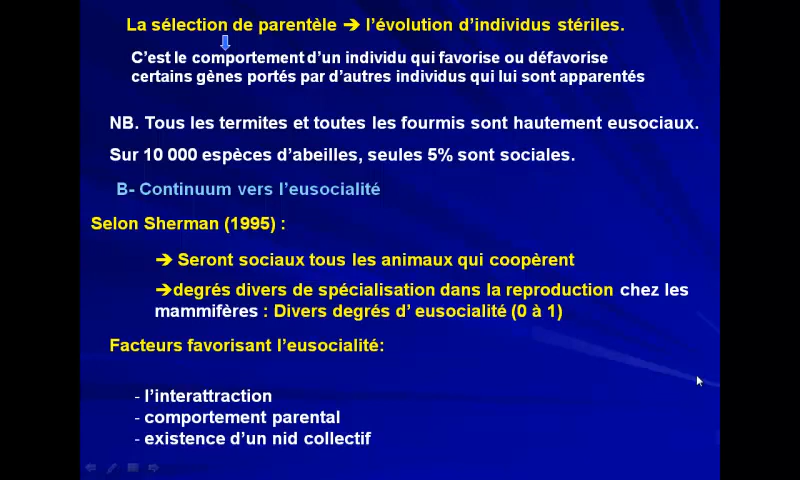 La sélection de parentèle ➔ l’évolution d’individus stériles.
C’est le comportement d’un individu qui favorise ou défavorise
certains gènes portés par d’autres individus qui lui sont apparentés
NB. Tous les termites et toutes les fourmis sont hautement eusociaux.
Sur 10 000 espèces d’abeilles, seules 5% sont sociales.
B- Continuum vers l’eusocialité
Selon Sherman (1995) :
➔ Seront sociaux tous les animaux qui coopèrent
➔degrés divers de spécialisation dans la reproduction chez les
mammifères : Divers degrés d’ eusocialité (0 à 1)
Facteurs favorisant l’eusocialité:
- l’interattraction
- comportement parental
- existence d’un nid collectif